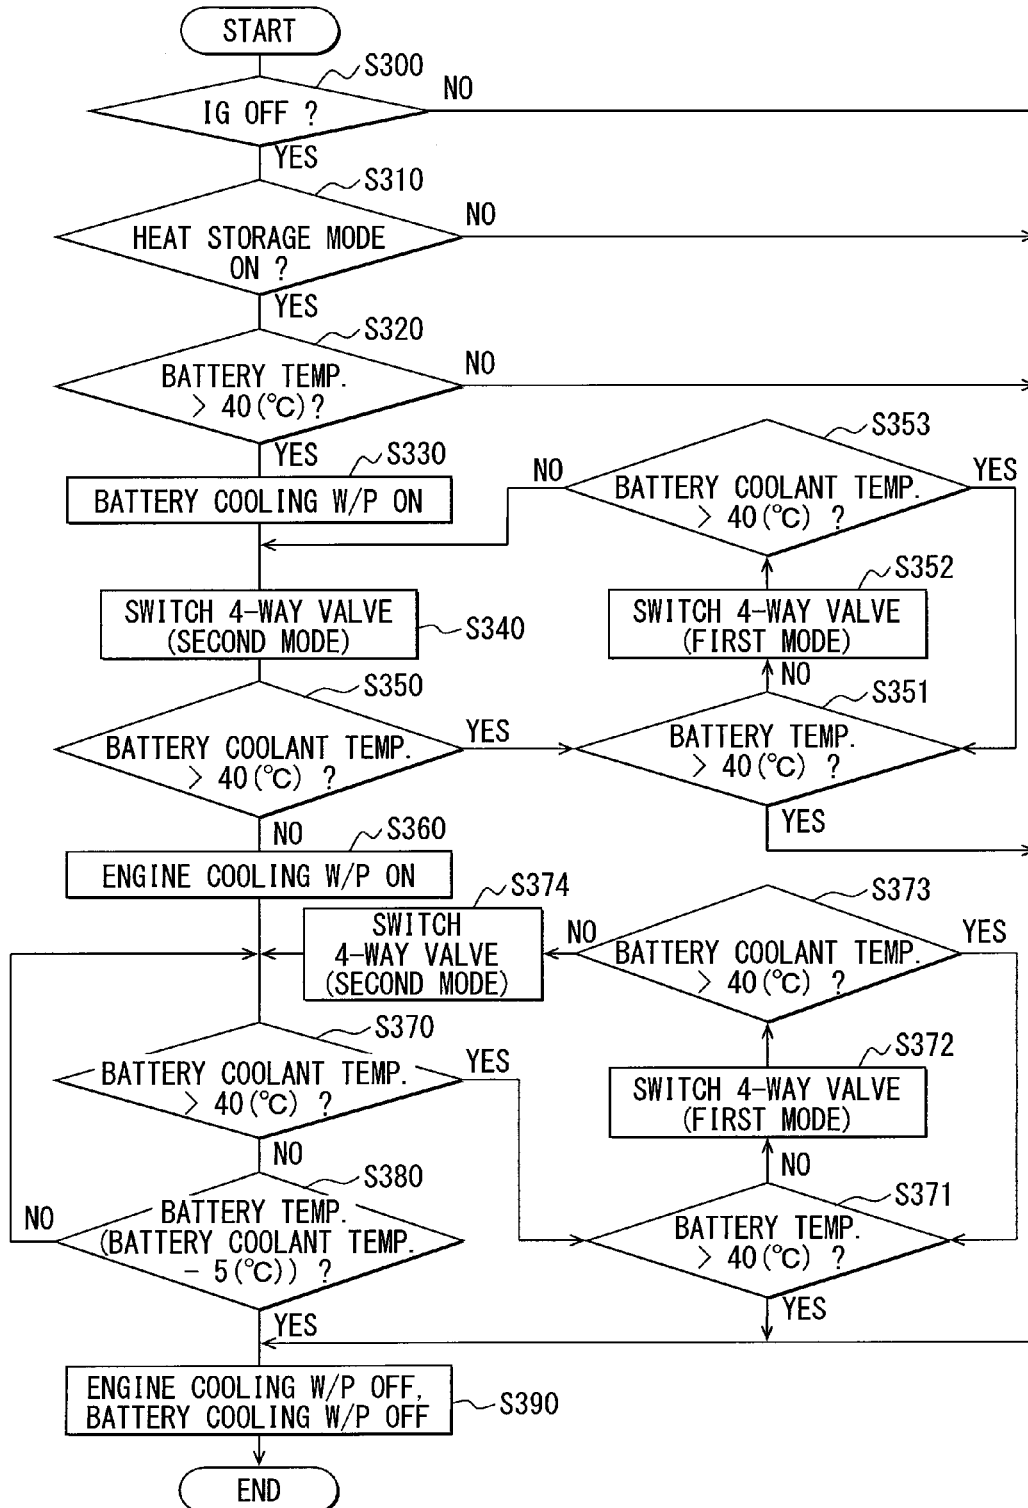 START
S300
NO
IG OFF ?
YES
S310
NO
HEAT STORAGE MODE
ON ?
YES
S320
NO
BATTERY TEMP.
> 40(℃)?
YES
S330
BATTERY COOLING W/P ON
S353
NO
YES
BATTERY COOLANT TEMP.
> 40(℃) ?
S352
SWITCH 4-WAY VALVE
(FIRST MODE)
SWITCH 4-WAY VALVE
(SECOND MODE)
S340
NO
S350
S351
YES
BATTERY COOLANT TEMP.
> 40(℃) ?
BATTERY TEMP.
> 40(℃) ?
YES
NO
S360
ENGINE COOLING W/P ON
S374
SWITCH
4-WAY VALVE
(SECOND MODE)
S373
NO
YES
BATTERY COOLANT TEMP.
> 40(℃) ?
S370
YES
BATTERY COOLANT TEMP.
> 40(℃) ?
S372
SWITCH 4-WAY VALVE
(FIRST MODE)
NO
NO
S380
S371
NO
BATTERY TEMP.
(BATTERY COOLANT TEMP.
- 5(℃)) ?
BATTERY TEMP.
> 40(℃) ?
YES
YES
ENGINE COOLING W/P OFF,
BATTERY COOLING W/P OFF
S390
END